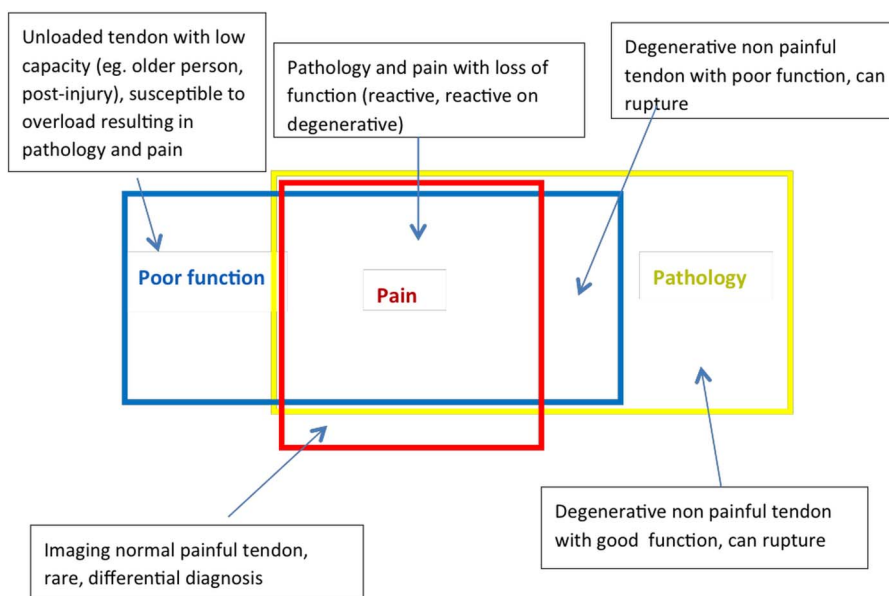 Unloaded tendon with low
capacity (eg. older person,
post-injury), susceptible to
overload resulting in
pathology and pain
Pathology and pain with loss of
function (reactive, reactive on
degenerative)
Degenerative non painful
tendon with poor function, can
rupture
Poor function
Pain
Pathology
Imaging normal painful tendon,
rare, differential diagnosis
Degenerative non painful tendon
with good function, can rupture